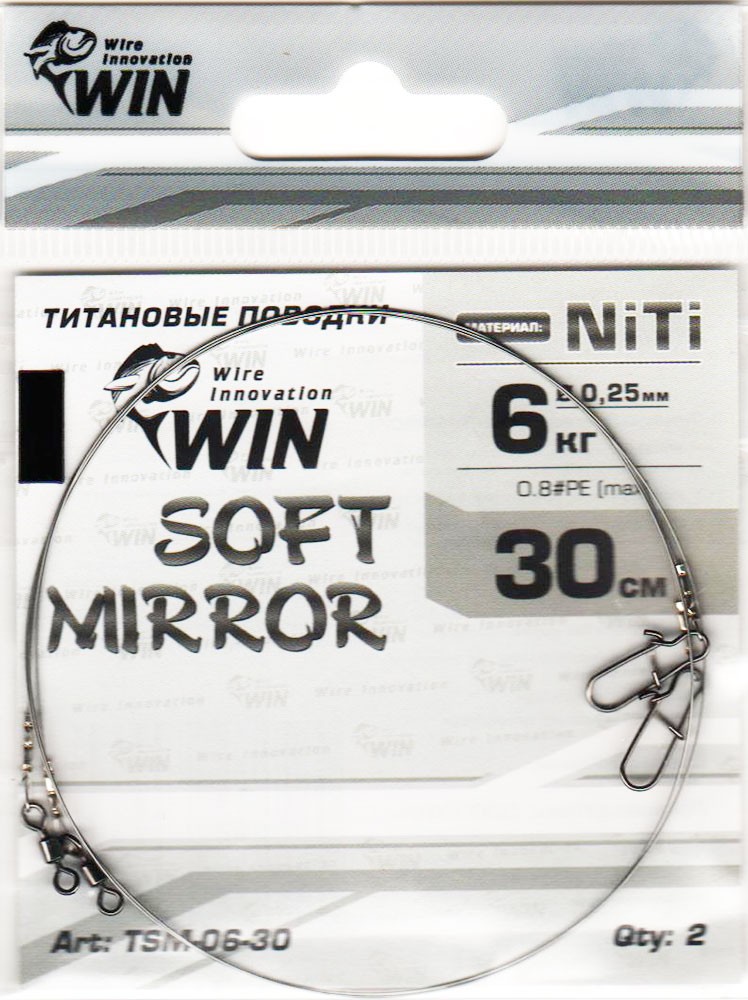 Wire
Innovation
WIN
ТИТАНОВЫЕ ПОВОДКИ
Wire
Innovation
WIN
SOFT
MIRROR
МАТЕРИАЛ: NiTi
6 кг
ø 0,25мм
0.8#PE (max
30 см
Art: TSM-06-30
Qty: 2